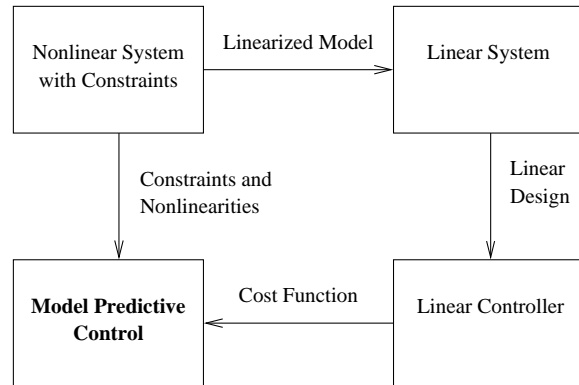 Nonlinear System
with Constraints
Linearized Model
Linear System
Constraints and
Nonlinearities
Linear
Design
Model Predictive
Control
Cost Function
Linear Controller